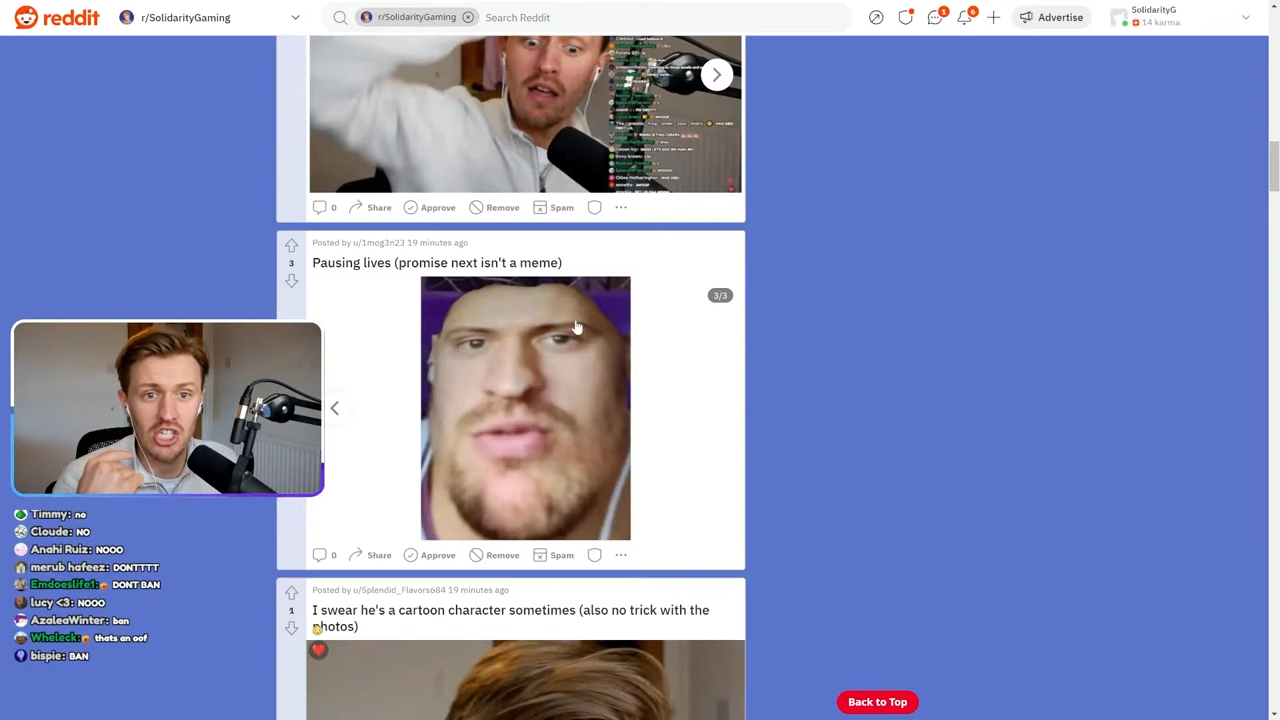 reddit
r/SolidarityGaming
r/SolidarityGaming
Search Reddit
1
6
Advertise
SolidarityG
14 karma
0
Share
Approve
Remove
Spam
Posted by u/1mog3n23 19 minutes ago
3
Pausing lives (promise next isn't a meme)
3/3
0
Share
Approve
Remove
Spam
Posted by u/Splendid_Flavors684 19 minutes ago
1
I swear he's a cartoon character sometimes (also no trick with the
photos)
Timmy: no
Cloude: NO
Anahi Ruiz: NOOO
merub hafeez: DONTTTT
Emdoeslife1: DONT BAN
lucy <3: NOOO
AzaleaWinter: ban
Wheleck: thats an oof
bispie: BAN
Back to Top